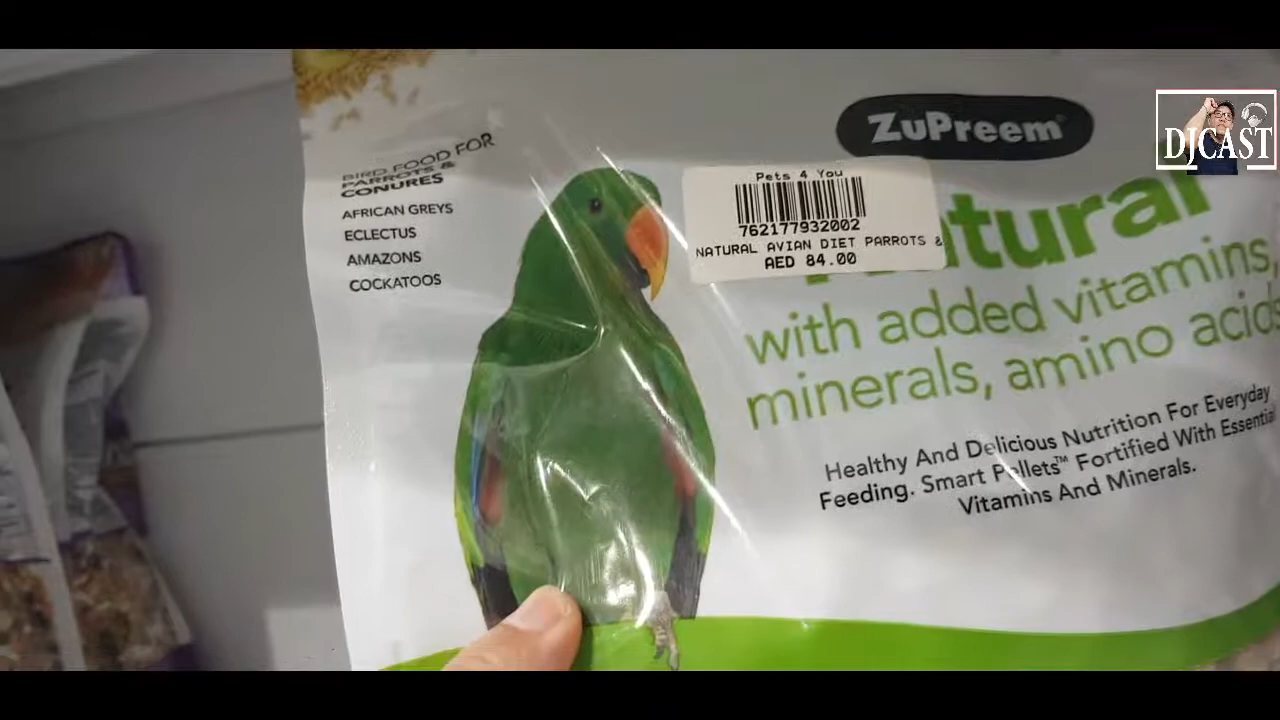 ZuPreem
DJCAST
BIRD FOOD FOR
PARROTS &
CONURES
AFRICAN GREYS
ECLECTUS
AMAZONS
COCKATOOS
Pets 4 You
762177932002
NATURAL AVIAN DIET PARROTS &
AED 84.00
tural
with added vitamins,
minerals, amino acids
Healthy And Delicious Nutrition For Everyday
Feeding. Smart Pellets™ Fortified With Essential
Vitamins And Minerals.